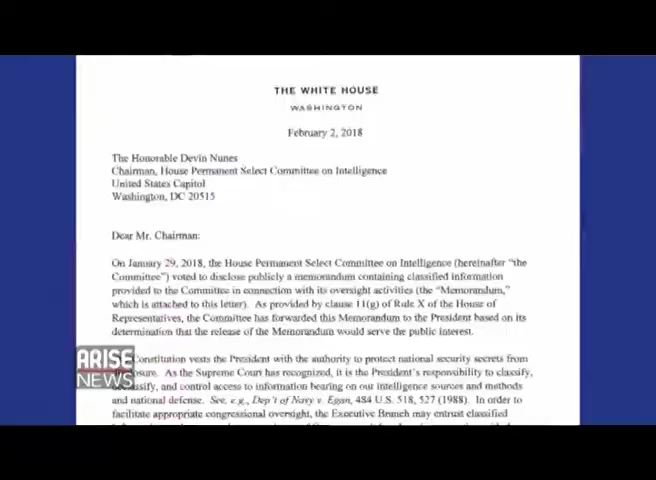 THE WHITE HOUSE
WASHINGTON
February 2, 2018
The Honorable Devin Nunes
Chairman, House Permanent Select Committee on Intelligence
United States Capitol
Washington, DC 20515
Dear Mr. Chairman:
On January 29, 2018, the House Permanent Select Committee on Intelligence (hereinafter “the
Committee”) voted to disclose publicly a memorandum containing classified information
provided to the Committee in connection with its oversight activities (the “Memorandum,”
which is attached to this letter). As provided by clause 11(g) of Rule X of the House of
Representatives, the Committee has forwarded this Memorandum to the President based on its
determination that the release of the Memorandum would serve the public interest.
Constitution vests the President with the authority to protect national security secrets from
As the Supreme Court has recognized, it is the President’s responsibility to classify,
and control access to information bearing on our intelligence sources and methods
and national defense. See, e.g., Dep’t of Navy v. Egan, 484 U.S. 518, 527 (1988). In order to
facilitate appropriate congressional oversight, the Executive Branch may entrust classified
ARISE
NEWS